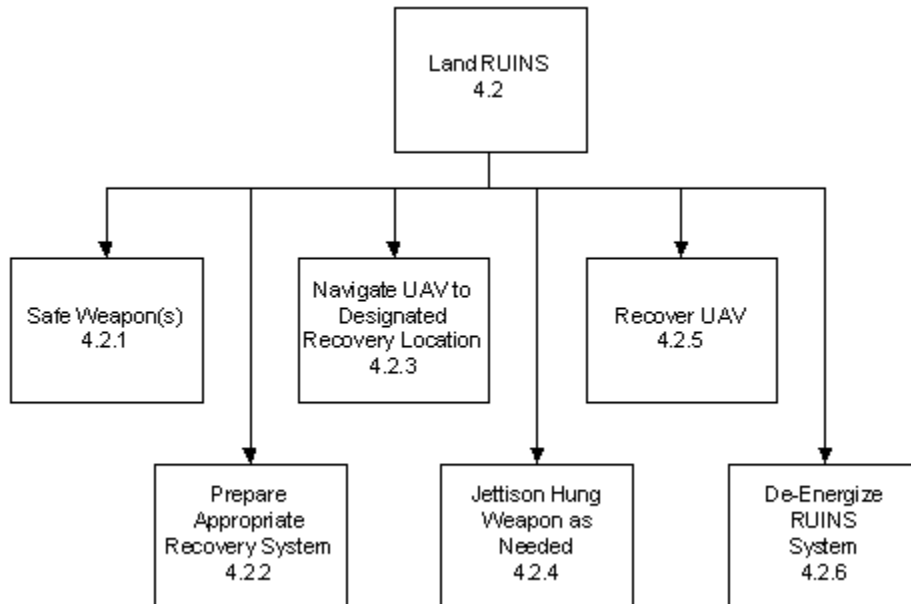 Land RUINS
4.2
Safe Weapon(s)
4.2.1
Navigate UAV to
Designated
Recovery Location
4.2.3
Recover UAV
4.2.5
Prepare
Appropriate
Recovery System
4.2.2
Jettison Hung
Weapon as
Needed
4.2.4
De-Energize
RUINS
System
4.2.6